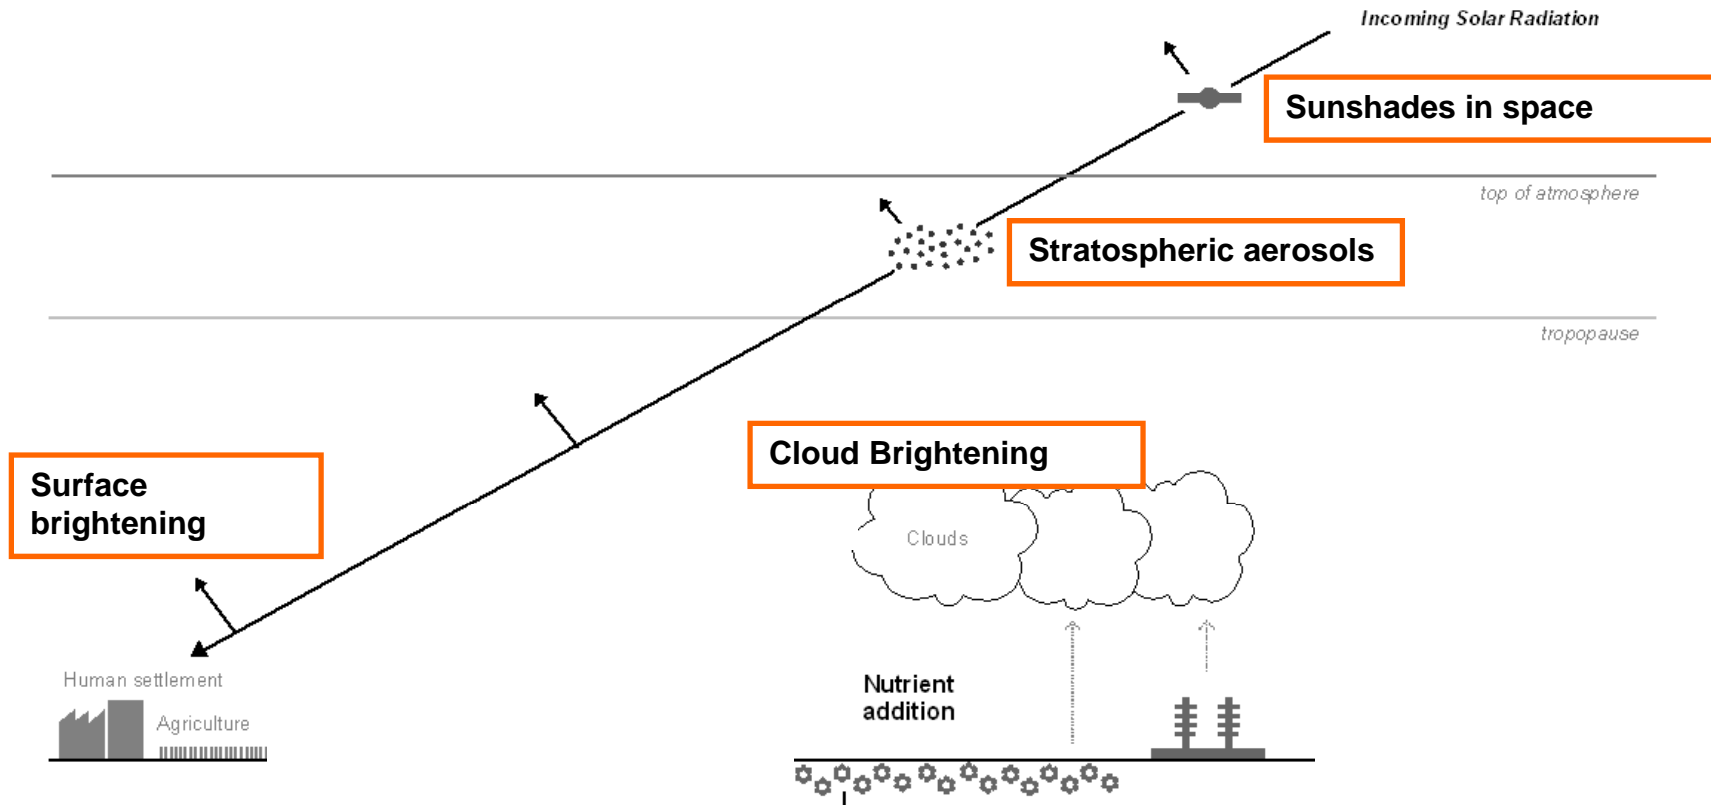 Incoming Solar Radiation
Sunshades in space
top of atmosphere
Stratospheric aerosols
tropopause
Cloud Brightening
Surface
brightening
Clouds
Human settlement
Agriculture
Nutrient
addition